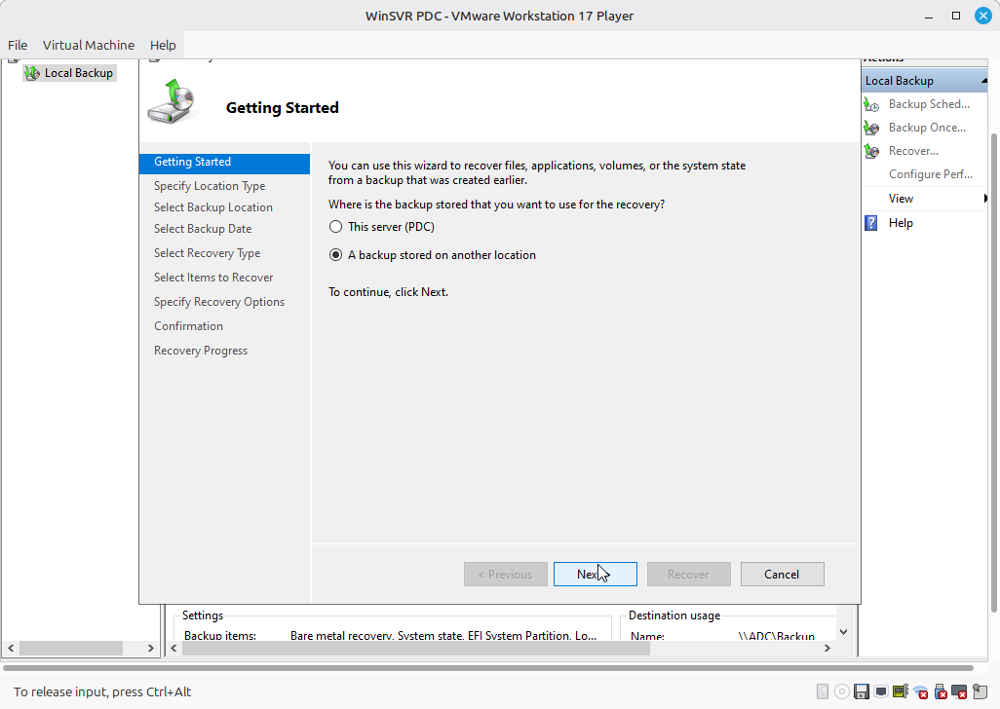 WinSVR PDC - VMware Workstation 17 Player
File Virtual Machine Help
Local Backup
Getting Started
Getting Started
Specify Location Type
Select Backup Location
Select Backup Date
Select Recovery Type
Select Items to Recover
Specify Recovery Options
Confirmation
Recovery Progress
You can use this wizard to recover files, applications, volumes, or the system state
from a backup that was created earlier.
Where is the backup stored that you want to use for the recovery?
This server (PDC)
A backup stored on another location
To continue, click Next.
< Previous
Next
Recover
Cancel
Actions
Local Backup
Backup Sched...
Backup Once...
Recover...
Configure Perf...
View
Help
Settings
Backup items: Bare metal recovery, System state, EFI System Partition, Lo...
Destination usage
Name: \\ADC\Backup
To release input, press Ctrl+Alt